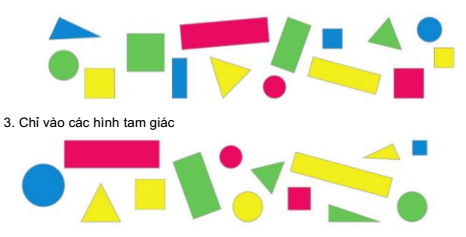 3. Chỉ vào các hình tam giác